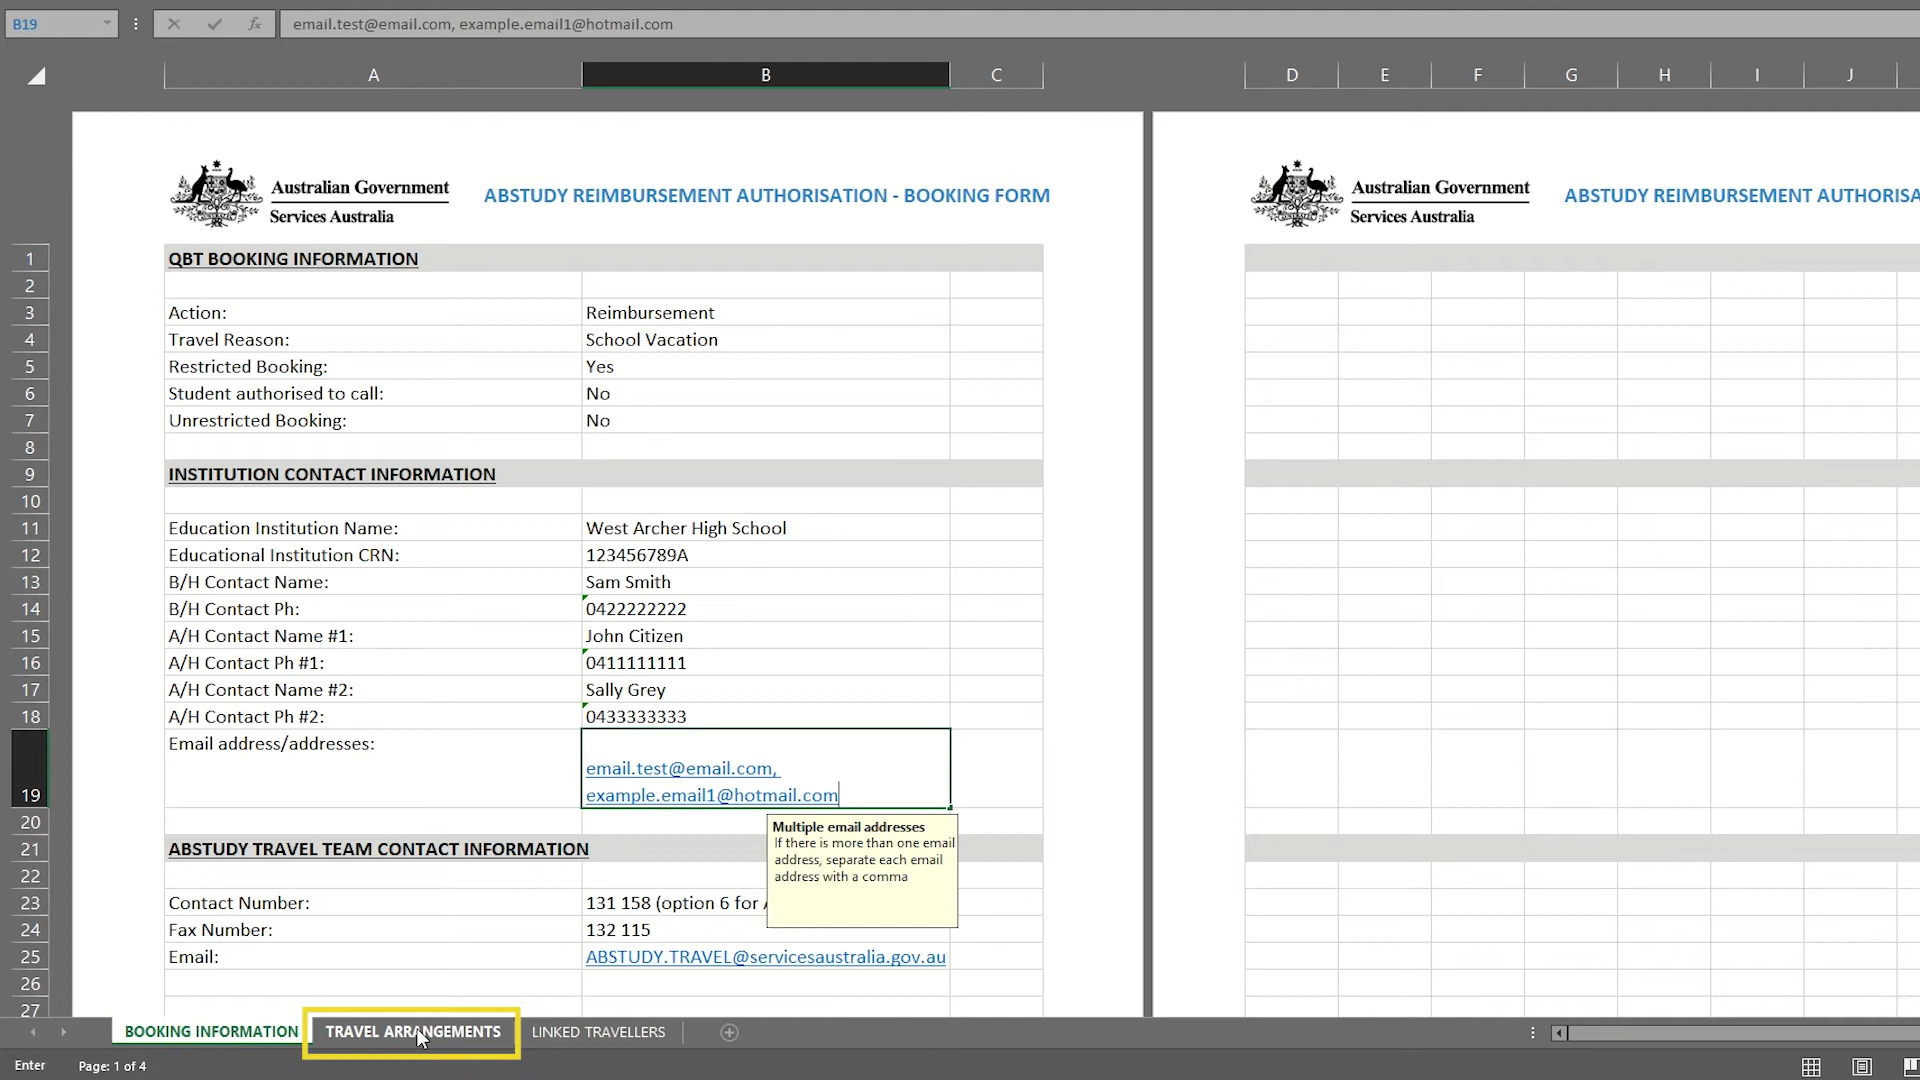 B19 fx email.test@email.com, example.email1@hotmail.com
A B C D E F G H I J
Australian Government
Services Australia
ABSTUDY REIMBURSEMENT AUTHORISATION - BOOKING FORM
Australian Government
Services Australia
ABSTUDY REIMBURSEMENT AUTHORISA
1 QBT BOOKING INFORMATION
2
3 Action: Reimbursement
4 Travel Reason: School Vacation
5 Restricted Booking: Yes
6 Student authorised to call: No
7 Unrestricted Booking: No
8
9 INSTITUTION CONTACT INFORMATION
10
11 Education Institution Name: West Archer High School
12 Educational Institution CRN: 123456789A
13 B/H Contact Name: Sam Smith
14 B/H Contact Ph: 0422222222
15 A/H Contact Name #1: John Citizen
16 A/H Contact Ph #1: 0411111111
17 A/H Contact Name #2: Sally Grey
18 A/H Contact Ph #2: 0433333333
Email address/addresses:
email.test@email.com,
19 example.email1@hotmail.com
20
Multiple email addresses
If there is more than one email
address, separate each email
address with a comma
21 ABSTUDY TRAVEL TEAM CONTACT INFORMATION
22
23 Contact Number: 131 158 (option 6 for
24 Fax Number: 132 115
25 Email: ABSTUDY.TRAVEL@servicesaustralia.gov.au
26
27
BOOKING INFORMATION TRAVEL ARRANGEMENTS LINKED TRAVELLERS
Enter Page: 1 of 4